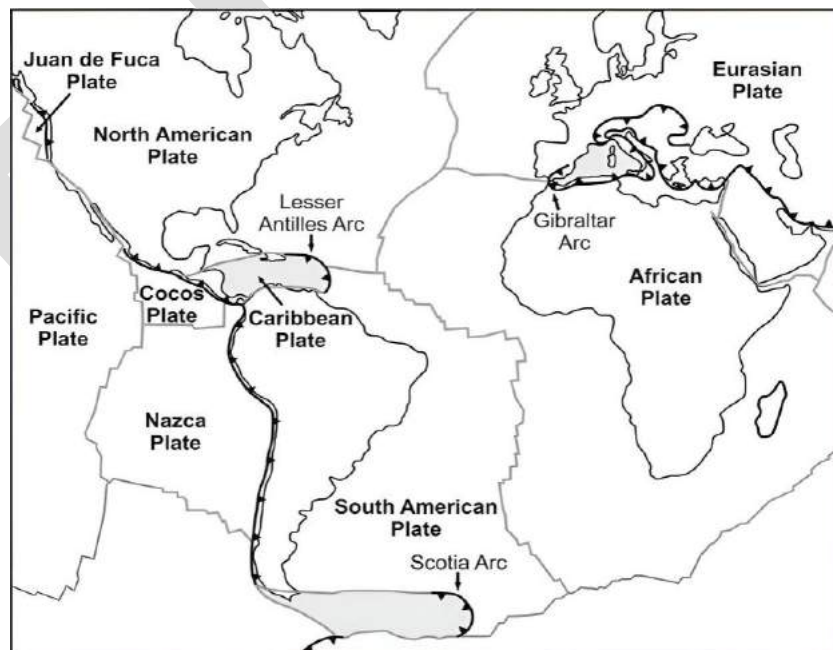 Juan de Fuca
Plate
North American
Plate
Eurasian
Plate
Lesser
Antilles Arc
Gibraltar
Arc
African
Plate
Pacific
Plate
Cocos
Plate
Caribbean
Plate
Nazca
Plate
South American
Plate
Scotia Arc